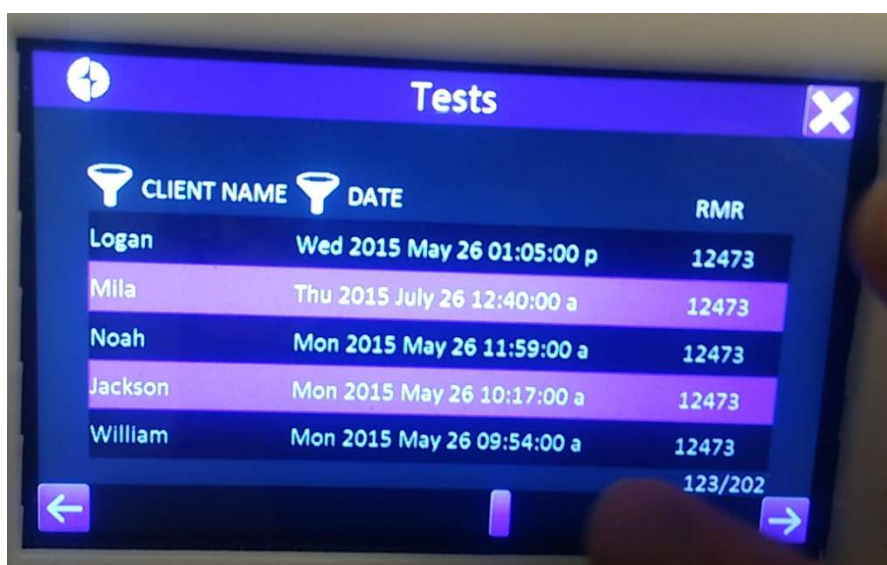 Tests
CLIENT NAME DATE RMR
Logan Wed 2015 May 26 01:05:00 p 12473
Mila Thu 2015 July 26 12:40:00 a 12473
Noah Mon 2015 May 26 11:59:00 a 12473
Jackson Mon 2015 May 26 10:17:00 a 12473
William Mon 2015 May 26 09:54:00 a 12473
123/202